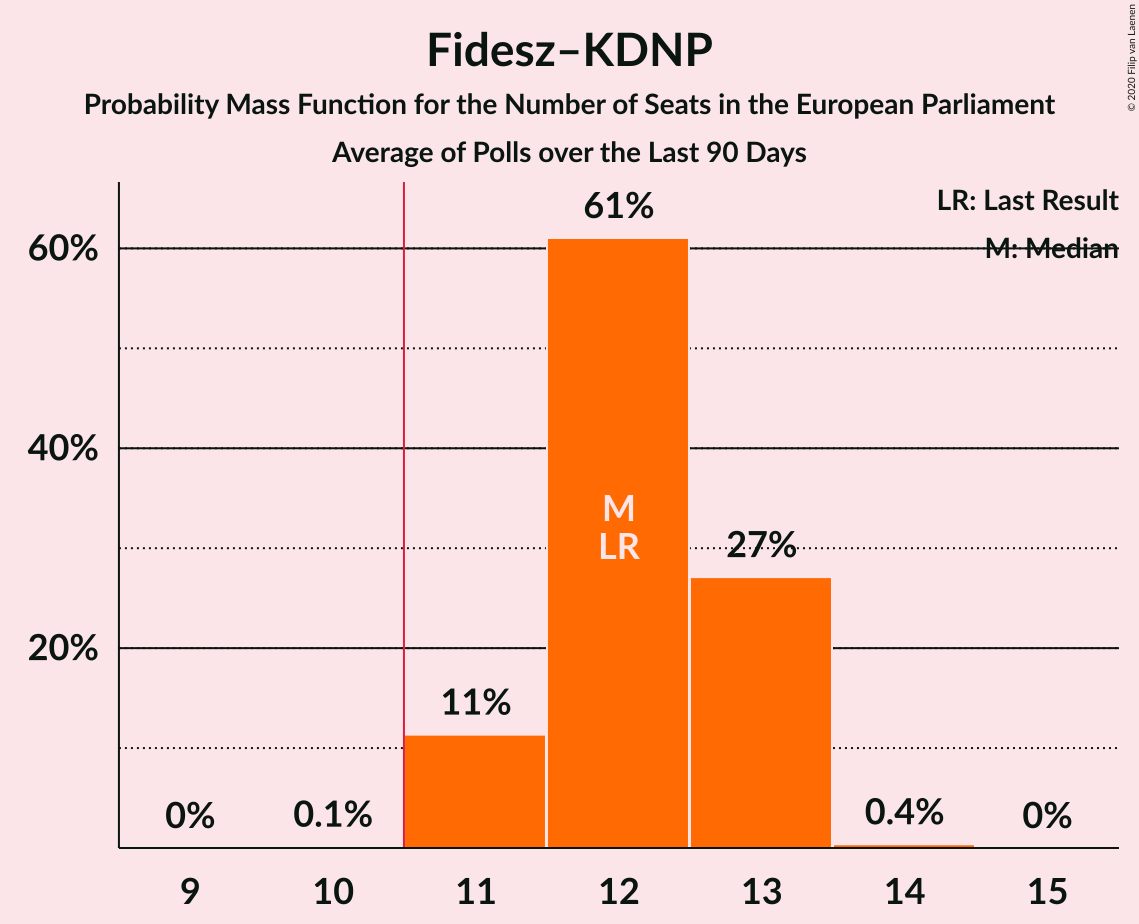 Fidesz–KDNP
Probability Mass Function for the Number of Seats in the European Parliament
Average of Polls over the Last 90 Days
© 2020 Filip van Laenen
LR: Last Result
M: Median
60%
40%
20%
0%
0.1%
11%
61%
27%
0.4%
0%
M
LR
9
10
11
12
13
14
15